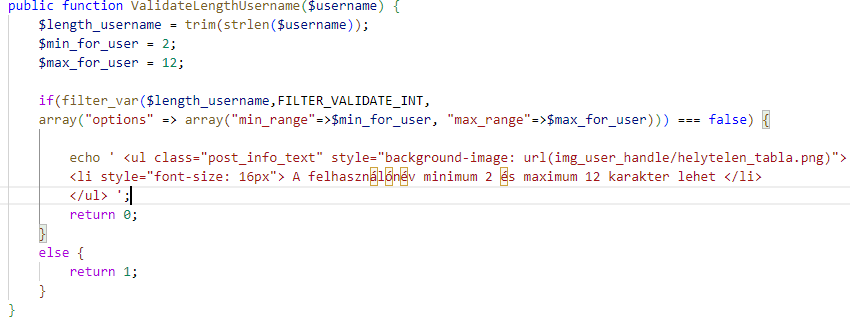 public function ValidateLengthUsername($username) {
$length_username = trim(strlen($username));
$min_for_user = 2;
$max_for_user = 12;
if(filter_var($length_username,FILTER_VALIDATE_INT,
array("options" => array("min_range"=>$min_for_user, "max_range"=>$max_for_user))) === false) {
echo ' <ul class="post_info_text" style="background-image: url(img_user_handle/helytelen_tabla.png)">
<li style="font-size: 16px"> A felhasználónév minimum 2 és maximum 12 karakter lehet </li>
</ul> ';
return 0;
}
else {
return 1;
}
}